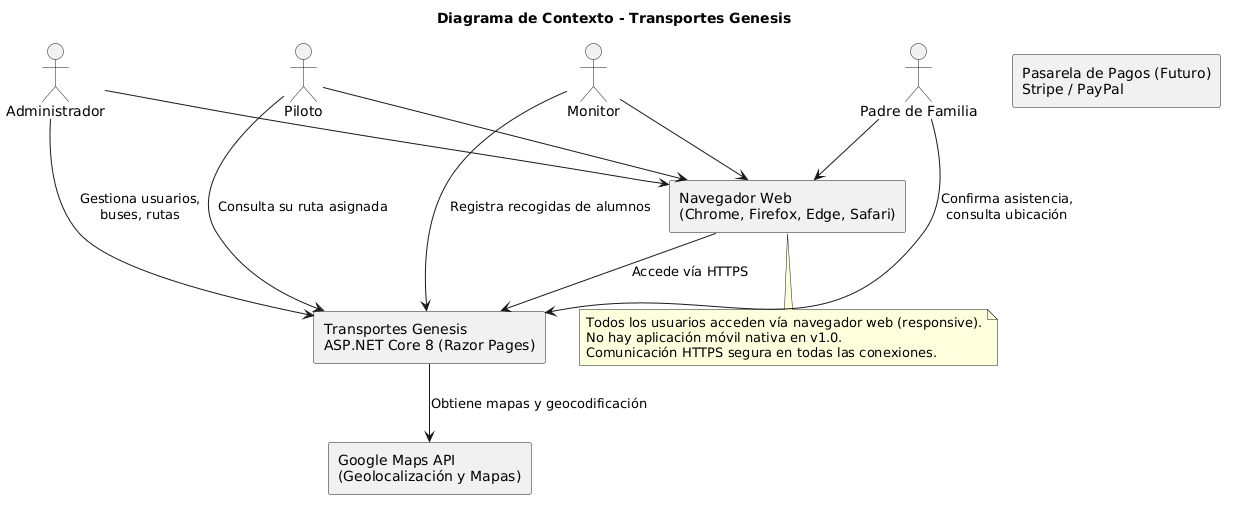 Diagrama de Contexto - Transportes Genesis
Administrador
Piloto
Monitor
Padre de Familia
Pasarela de Pagos (Futuro)
Stripe / PayPal
Navegador Web
(Chrome, Firefox, Edge, Safari)
Gestiona usuarios,
buses, rutas
Consulta su ruta asignada
Registra recogidas de alumnos
Confirma asistencia,
consulta ubicación
Accede vía HTTPS
Transportes Genesis
ASP.NET Core 8 (Razor Pages)
Todos los usuarios acceden vía navegador web (responsive).
No hay aplicación móvil nativa en v1.0.
Comunicación HTTPS segura en todas las conexiones.
Obtiene mapas y geocodificación
Google Maps API
(Geolocalización y Mapas)